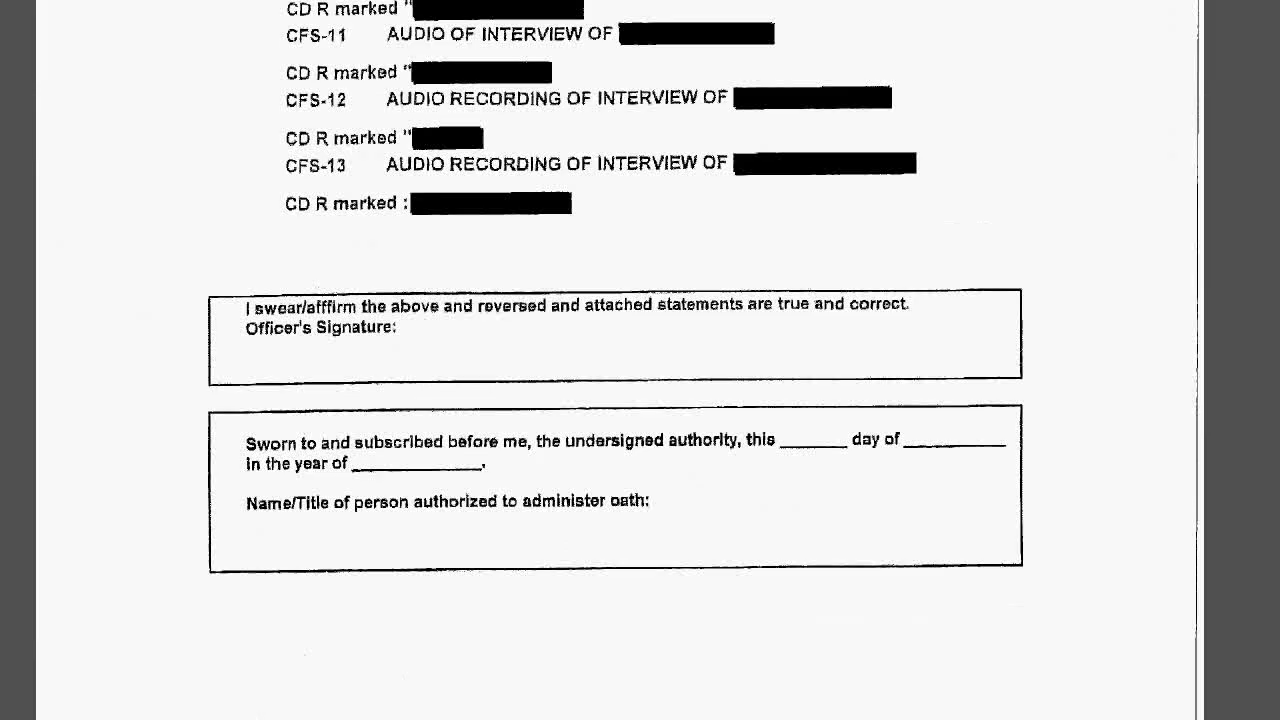 CD R marked "
CFS-11 AUDIO OF INTERVIEW OF
CD R marked "
CFS-12 AUDIO RECORDING OF INTERVIEW OF
CD R marked "
CFS-13 AUDIO RECORDING OF INTERVIEW OF
CD R marked :
I swear/afffirm the above and reversed and attached statements are true and correct.
Officer's Signature:
Sworn to and subscribed before me, the undersigned authority, this _______ day of ___________
in the year of ______________.
Name/Title of person authorized to administer oath: